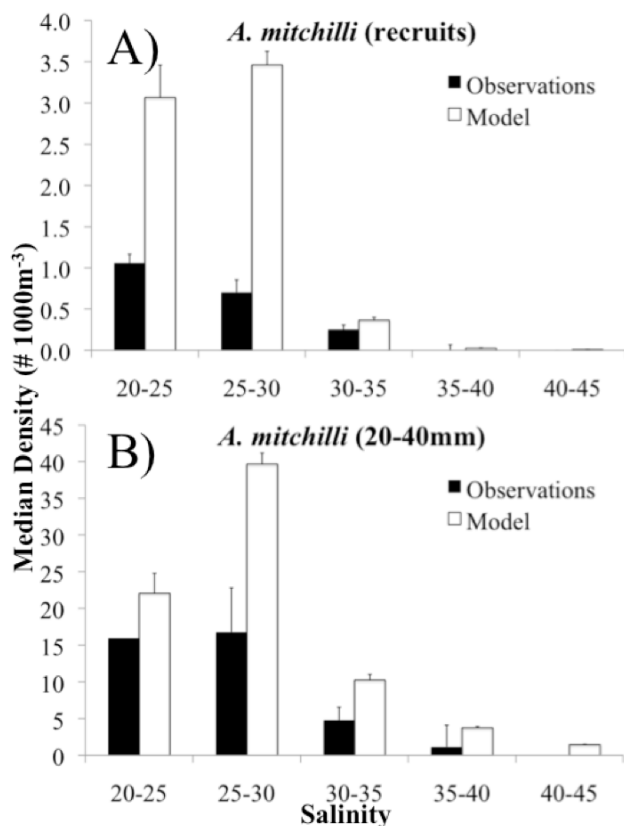 A)
A. mitchilli (recruits)
Observations
Model
4.0
3.5
3.0
2.5
2.0
1.5
1.0
0.5
0.0
20-25 25-30 30-35 35-40 40-45
Median Density (# 1000m⁻³)
B)
A. mitchilli (20-40mm)
Observations
Model
45
40
35
30
25
20
15
10
5
0
20-25 25-30 30-35 35-40 40-45
Salinity